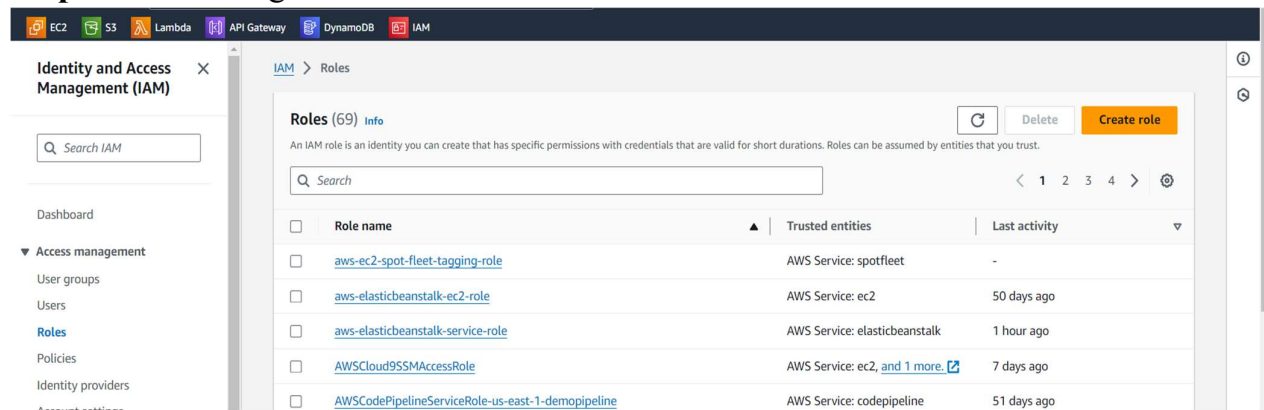 EC2 S3 Lambda API Gateway DynamoDB IAM
Identity and Access
Management (IAM)
Search IAM
Dashboard
Access management
User groups
Users
Roles
Policies
Identity providers
IAM > Roles
Roles (69) Info
Delete
Create role
An IAM role is an identity you can create that has specific permissions with credentials that are valid for short durations. Roles can be assumed by entities that you trust.
Search
1 2 3 4
Role name Trusted entities Last activity
aws-ec2-spot-fleet-tagging-role AWS Service: spotfleet -
aws-elasticbeanstalk-ec2-role AWS Service: ec2 50 days ago
aws-elasticbeanstalk-service-role AWS Service: elasticbeanstalk 1 hour ago
AWSCloud9SSMAccessRole AWS Service: ec2, and 1 more. 7 days ago
AWSCodePipelineServiceRole-us-east-1-demopipeline AWS Service: codepipeline 51 days ago